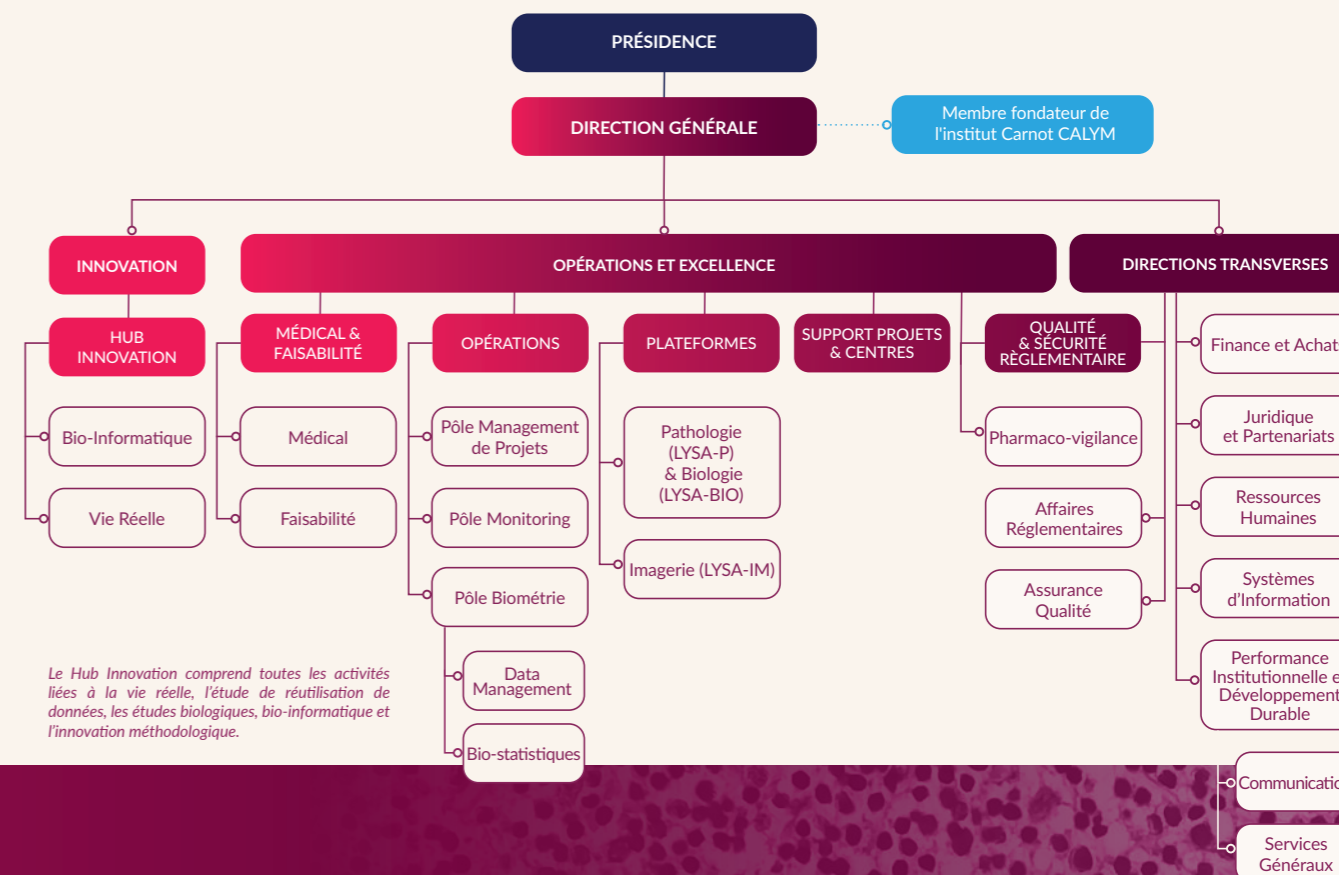 PRÉSIDENCE
DIRECTION GÉNÉRALE
Membre fondateur de
l'institut Carnot CALYM
INNOVATION
OPÉRATIONS ET EXCELLENCE
DIRECTIONS TRANSVERSES
HUB
INNOVATION
MÉDICAL &
FAISABILITÉ
OPÉRATIONS
PLATEFORMES
SUPPORT PROJETS
& CENTRES
QUALITÉ
& SÉCURITÉ
RÈGLEMENTAIRE
Finance et Achats
Bio-Informatique
Médical
Pôle Management
de Projets
Pathologie
(LYSA-P)
& Biologie
(LYSA-BIO)
Pharmaco-vigilance
Juridique
et Partenariats
Vie Réelle
Faisabilité
Pôle Monitoring
Affaires
Réglementaires
Ressources
Humaines
Pôle Biométrie
Imagerie (LYSA-IM)
Assurance
Qualité
Systèmes
d'Information
Data
Management
Bio-statistiques
Performance
Institutionnelle e
Développement
Durable
Le Hub Innovation comprend toutes les activités
liées à la vie réelle, l'étude de réutilisation de
données, les études biologiques, bio-informatique et
l'innovation méthodologique.
Communicatio
Services
Généraux